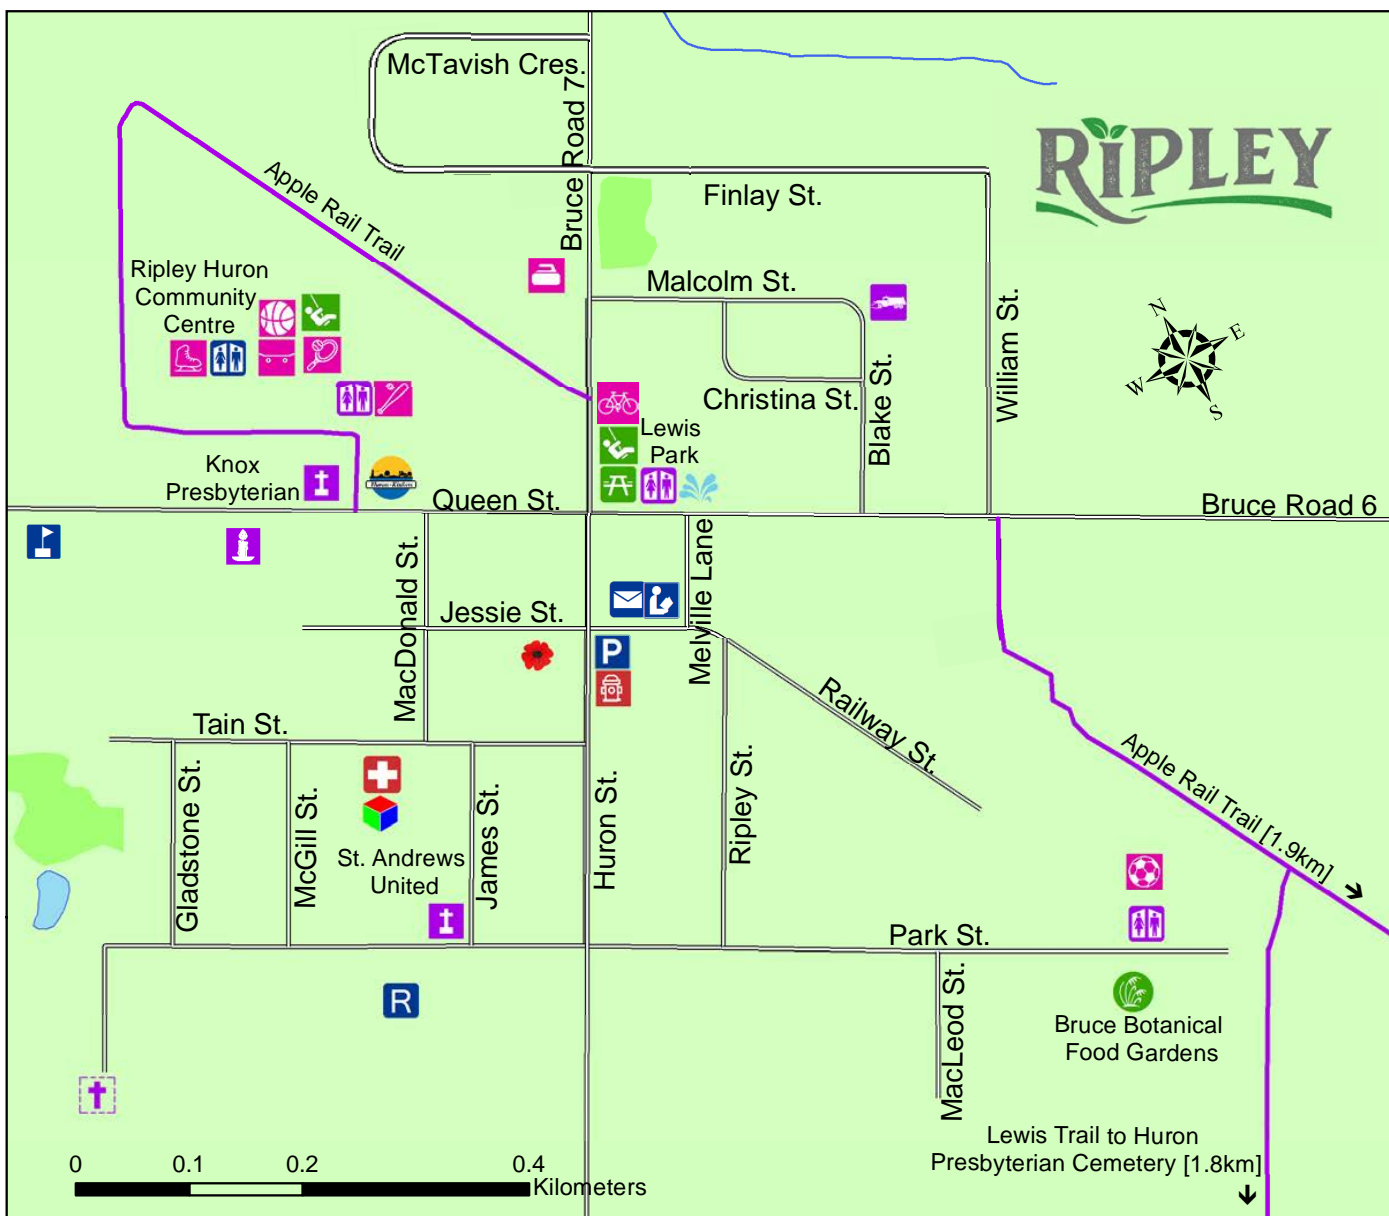 McTavish Cres.
Bruce Road 7
RiPLEY
Finlay St.
Apple Rail Trail
Ripley Huron
Community
Centre
Malcolm St.
William St.
N
E
W
S
Christina St.
Blake St.
Lewis
Park
Knox
Presbyterian
Queen St.
Bruce Road 6
MacDonald St.
Melville Lane
Jessie St.
P
Railway St.
Tain St.
Apple Rail Trail [1.9km]
Gladstone St.
McGill St.
James St.
Huron St.
Ripley St.
St. Andrews
United
Park St.
R
MacLeod St.
Bruce Botanical
Food Gardens
Lewis Trail to Huron
Presbyterian Cemetery [1.8km]
0 0.1 0.2 0.4
Kilometers